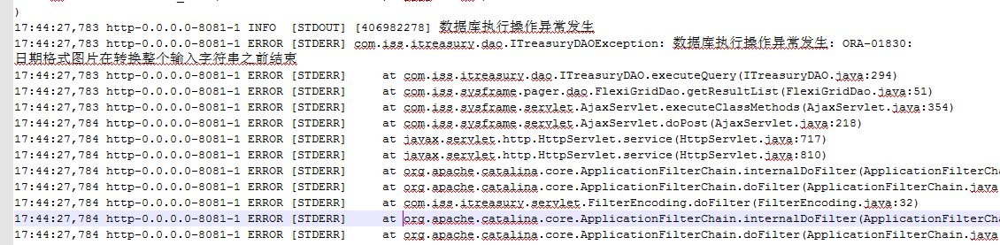 )
17:44:27,783 http-0.0.0.0-8081-1 INFO  [STDOUT] [406982278] 数据库执行操作异常发生
17:44:27,783 http-0.0.0.0-8081-1 ERROR [STDERR] com.iss.itreasury.dao.ITreasuryDAOException: 数据库执行操作异常发生: ORA-01830:
日期格式图片在转换整个输入字符串之前结束
17:44:27,783 http-0.0.0.0-8081-1 ERROR [STDERR]     at com.iss.itreasury.dao.ITreasuryDAO.executeQuery(ITreasuryDAO.java:294)
17:44:27,783 http-0.0.0.0-8081-1 ERROR [STDERR]     at com.iss.sysframe.pager.dao.FlexiGridDao.getResultList(FlexiGridDao.java:51)
17:44:27,783 http-0.0.0.0-8081-1 ERROR [STDERR]     at com.iss.sysframe.servlet.AjaxServlet.executeClassMethods(AjaxServlet.java:354)
17:44:27,784 http-0.0.0.0-8081-1 ERROR [STDERR]     at com.iss.sysframe.servlet.AjaxServlet.doPost(AjaxServlet.java:218)
17:44:27,784 http-0.0.0.0-8081-1 ERROR [STDERR]     at javax.servlet.http.HttpServlet.service(HttpServlet.java:717)
17:44:27,784 http-0.0.0.0-8081-1 ERROR [STDERR]     at javax.servlet.http.HttpServlet.service(HttpServlet.java:810)
17:44:27,784 http-0.0.0.0-8081-1 ERROR [STDERR]     at org.apache.catalina.core.ApplicationFilterChain.internalDoFilter(ApplicationFilterCha
17:44:27,784 http-0.0.0.0-8081-1 ERROR [STDERR]     at org.apache.catalina.core.ApplicationFilterChain.doFilter(ApplicationFilterChain.java
17:44:27,784 http-0.0.0.0-8081-1 ERROR [STDERR]     at com.iss.itreasury.servlet.FilterEncoding.doFilter(FilterEncoding.java:32)
17:44:27,784 http-0.0.0.0-8081-1 ERROR [STDERR]     at org.apache.catalina.core.ApplicationFilterChain.internalDoFilter(ApplicationFilterCha
17:44:27,784 http-0.0.0.0-8081-1 ERROR [STDERR]     at org.apache.catalina.core.ApplicationFilterChain.doFilter(ApplicationFilterChain.java